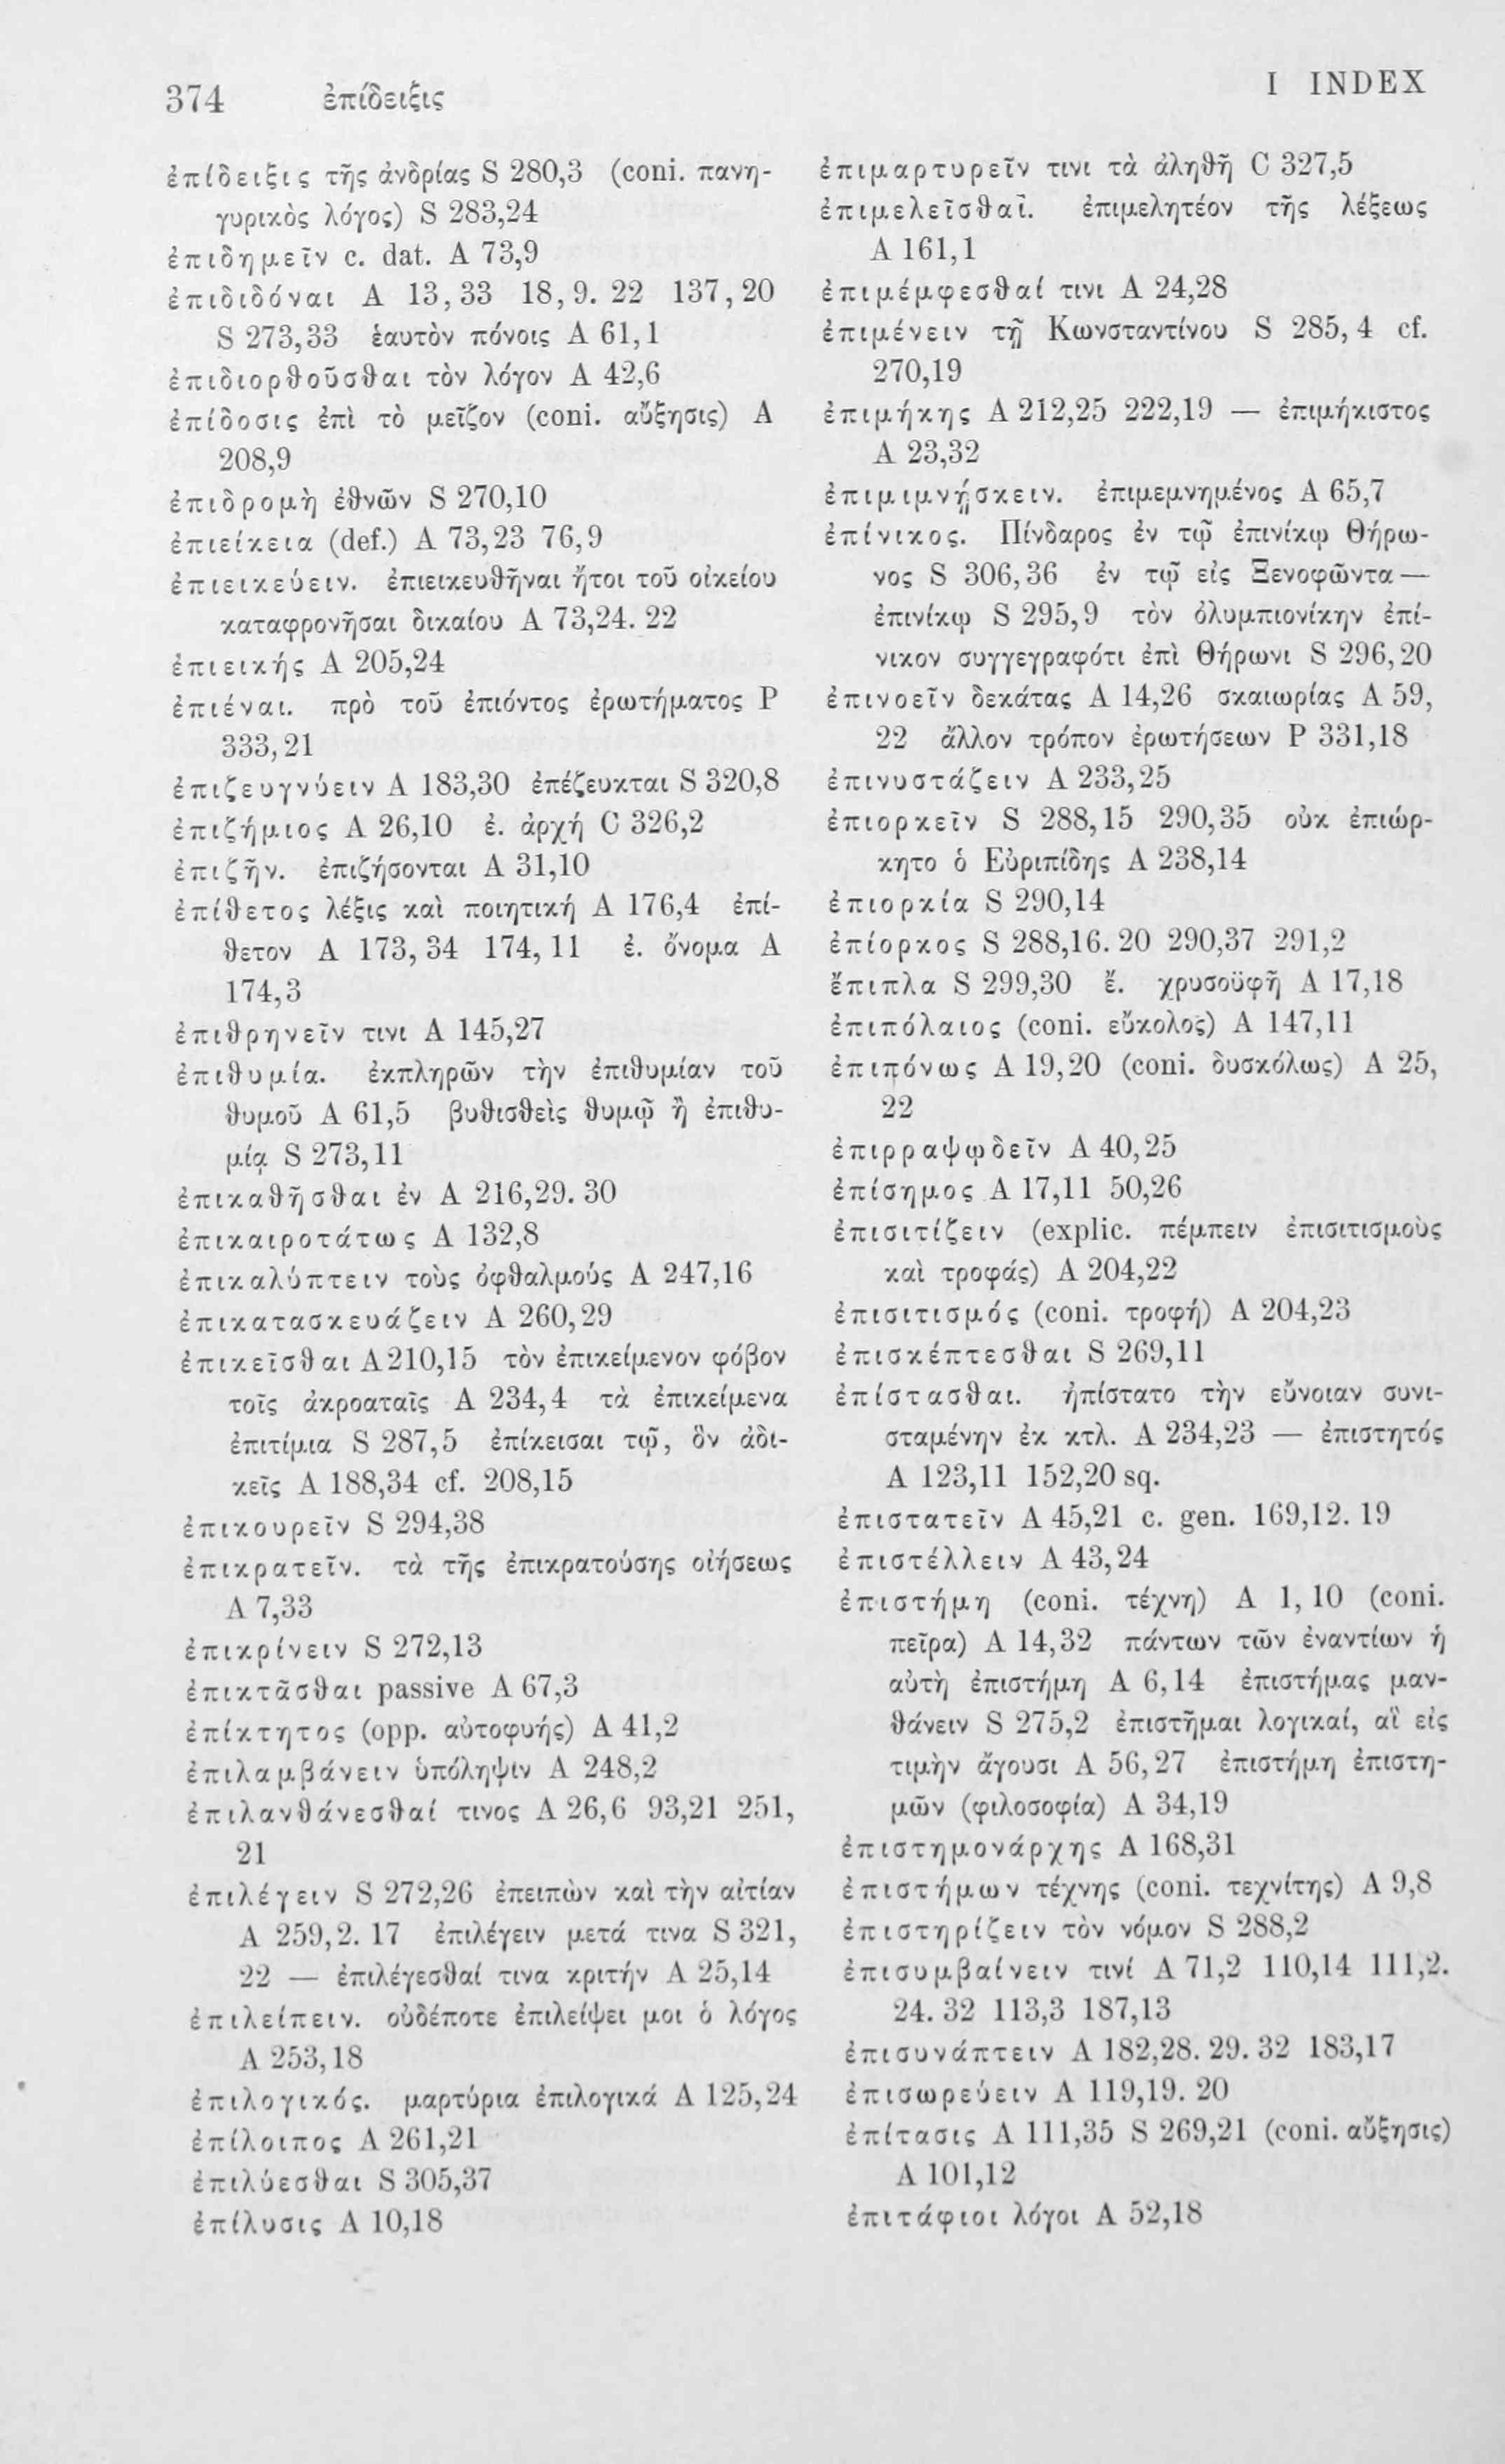 374 ἐπίδειξις I INDEX
ἐπίδειξις τῆς ἀνδρίας S 280,3 (coni. πανη-
γυρικὸς λόγος) S 283,24
ἐπιδημεῖν c. dat. A 73,9
ἐπιδιδόναι A 13,33 18,9. 22 137,20
S 273,33 ἑαυτὸν πόνοις A 61,1
ἐπιδιορθοῦσθαι τὸν λόγον A 42,6
ἐπίδοσις ἐπὶ τὸ μεῖζον (coni. αὔξησις) A
208,9
ἐπιδρομὴ ἐθνῶν S 270,10
ἐπιείκεια (def.) A 73,23 76,9
ἐπιεικεύειν. ἐπιεικευθῆναι ἤτοι τοῦ οἰκείου
καταφρονῆσαι δικαίου A 73,24. 22
ἐπιεικής A 205,24
ἐπιέναι. πρὸ τοῦ ἐπιόντος ἐρωτήματος P
333,21
ἐπιζευγνύειν A 183,30 ἐπέζευκται S 320,8
ἐπιζήμιος A 26,10 ἐ. ἀρχή C 326,2
ἐπιζῆν. ἐπιζήσονται A 31,10
ἐπίθετος λέξις καὶ ποιητική A 176,4 ἐπί-
θετον A 173,34 174,11 ἐ. ὄνομα A
174,3
ἐπιθρηνεῖν τινι A 145,27
ἐπιθυμία. ἐκπληρῶν τὴν ἐπιθυμίαν τοῦ
θυμοῦ A 61,5 βυθισθεὶς θυμῷ ἢ ἐπιθυ-
μίᾳ S 273,11
ἐπικαθῆσθαι ἐν A 216,29. 30
ἐπικαιροτάτως A 132,8
ἐπικαλύπτειν τοὺς ὀφθαλμούς A 247,16
ἐπικατασκευάζειν A 260,29
ἐπικεῖσθαι A 210,15 τὸν ἐπικείμενον φόβον
τοῖς ἀκροαταῖς A 234,4 τὰ ἐπικείμενα
ἐπιτίμια S 287,5 ἐπίκεισαι τῷ, ὃν ἀδι-
κεῖς A 188,34 cf. 208,15
ἐπικουρεῖν S 294,38
ἐπικρατεῖν. τὰ τῆς ἐπικρατούσης οἰήσεως
A 7,33
ἐπικρίνειν S 272,13
ἐπικτᾶσθαι passive A 67,3
ἐπίκτητος (opp. αὐτοφυής) A 41,2
ἐπιλαμβάνειν ὑπόληψιν A 248,2
ἐπιλανθάνεσθαί τινος A 26,6 93,21 251,
21
ἐπιλέγειν S 272,26 ἐπειπὼν καὶ τὴν αἰτίαν
A 259,2. 17 ἐπιλέγειν μετά τινα S 321,
22 — ἐπιλέγεσθαί τινα κριτήν A 25,14
ἐπιλείπειν. οὐδέποτε ἐπιλείψει μοι ὁ λόγος
A 253,18
ἐπιλογικός. μαρτύρια ἐπιλογικά A 125,24
ἐπίλοιπος A 261,21
ἐπιλύεσθαι S 305,37
ἐπίλυσις A 10,18
ἐπιμαρτυρεῖν τινι τὰ ἀληθῆ C 327,5
ἐπιμελεῖσθαῖ. ἐπιμελητέον τῆς λέξεως
A 161,1
ἐπιμέμφεσθαί τινι A 24,28
ἐπιμένειν τῇ Κωνσταντίνου S 285,4 cf.
270,19
ἐπιμήκης A 212,25 222,19 — ἐπιμήκιστος
A 23,32
ἐπιμιμνῄσκειν. ἐπιμεμνημένος A 65,7
ἐπίνικος. Πίνδαρος ἐν τῷ ἐπινίκῳ Θήρω-
νος S 306,36 ἐν τῷ εἰς Ξενοφῶντα —
ἐπινίκῳ S 295,9 τὸν ὀλυμπιονίκην ἐπί-
νικον συγγεγραφότι ἐπὶ Θήρωνι S 296,20
ἐπινοεῖν δεκάτας A 14,26 σκαιωρίας A 59,
22 ἄλλον τρόπον ἐρωτήσεων P 331,18
ἐπινυστάζειν A 233,25
ἐπιορκεῖν S 288,15 290,35 οὐκ ἐπιώρ-
κητο ὁ Εὐριπίδης A 238,14
ἐπιορκία S 290,14
ἐπίορκος S 288,16. 20 290,37 291,2
ἔπιπλα S 299,30 ἔ. χρυσοϋφῆ A 17,18
ἐπιπόλαιος (coni. εὔκολος) A 147,11
ἐπιπόνως A 19,20 (coni. δυσκόλως) A 25,
22
ἐπιρραψῳδεῖν A 40,25
ἐπίσημος A 17,11 50,26
ἐπισιτίζειν (explic. πέμπειν ἐπισιτισμοὺς
καὶ τροφάς) A 204,22
ἐπισιτισμός (coni. τροφή) A 204,23
ἐπισκέπτεσθαι S 269,11
ἐπίστασθαι. ἠπίστατο τὴν εὔνοιαν συνι-
σταμένην ἐκ κτλ. A 234,23 — ἐπιστητός
A 123,11 152,20 sq.
ἐπιστατεῖν A 45,21 c. gen. 169,12. 19
ἐπιστέλλειν A 43,24
ἐπιστήμη (coni. τέχνη) A 1,10 (coni.
πεῖρα) A 14,32 πάντων τῶν ἐναντίων ἡ
αὐτὴ ἐπιστήμη A 6,14 ἐπιστήμας μαν-
θάνειν S 275,2 ἐπιστῆμαι λογικαί, αἳ εἰς
τιμὴν ἄγουσι A 56,27 ἐπιστήμη ἐπιστη-
μῶν (φιλοσοφία) A 34,19
ἐπιστημονάρχης A 168,31
ἐπιστήμων τέχνης (coni. τεχνίτης) A 9,8
ἐπιστηρίζειν τὸν νόμον S 288,2
ἐπισυμβαίνειν τινί A 71,2 110,14 111,2.
24. 32 113,3 187,13
ἐπισυνάπτειν A 182,28. 29. 32 183,17
ἐπισωρεύειν A 119,19. 20
ἐπίτασις A 111,35 S 269,21 (coni. αὔξησις)
A 101,12
ἐπιτάφιοι λόγοι A 52,18